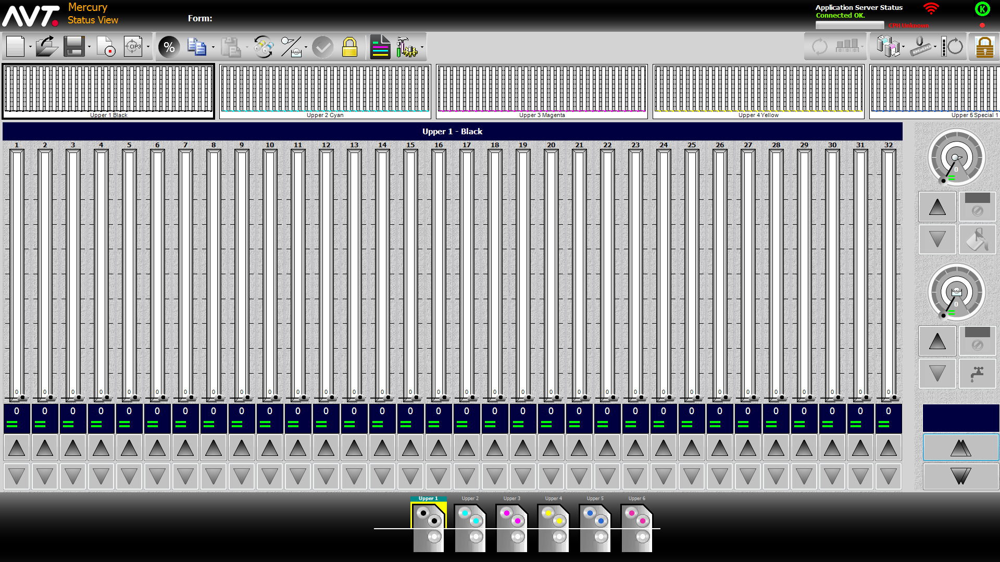 AVT Mercury
Status View
Form:
Application Server Status
Connected OK.
CPH Unknown
K
CIP3
%
0
Upper 1 Black
Upper 2 Cyan
Upper 3 Magenta
Upper 4 Yellow
Upper 5 Special 1
Upper 1 - Black
1 2 3 4 5 6 7 8 9 10 11 12 13 14 15 16 17 18 19 20 21 22 23 24 25 26 27 28 29 30 31 32
0
0
0 0 0 0 0 0 0 0 0 0 0 0 0 0 0 0 0 0 0 0 0 0 0 0 0 0 0 0 0 0 0 0
0 0 0 0 0 0 0 0 0 0 0 0 0 0 0 0 0 0 0 0 0 0 0 0 0 0 0 0 0 0 0 0
Upper 1 Upper 2 Upper 3 Upper 4 Upper 5 Upper 6